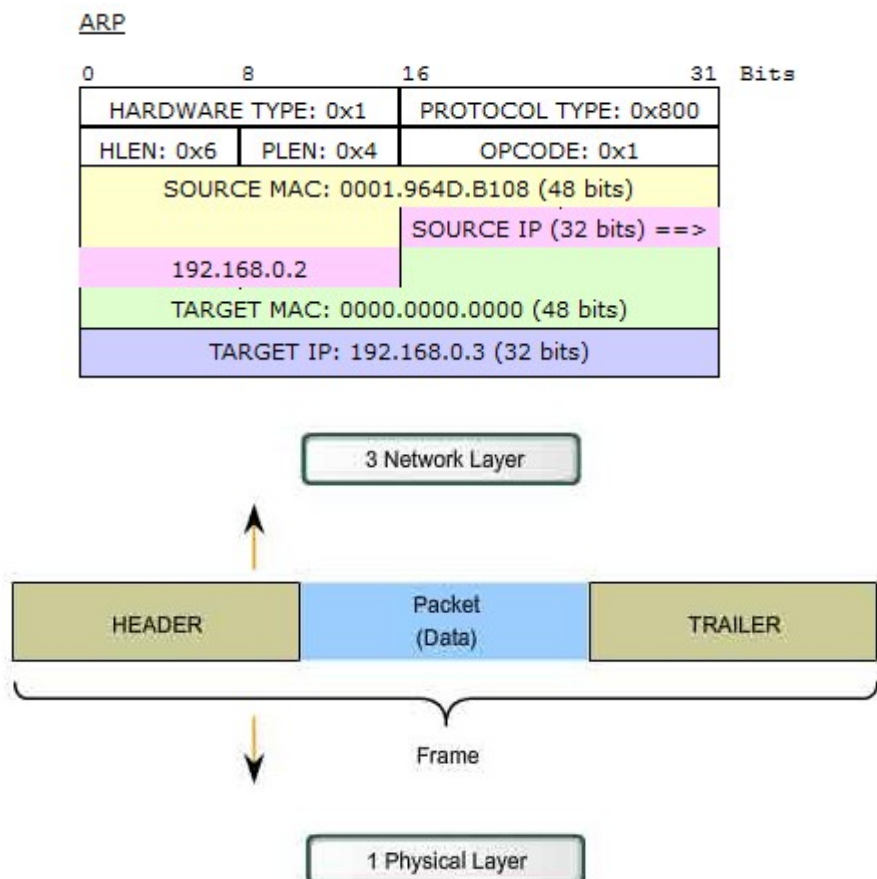 ARP
0 8 16 31 Bits
HARDWARE TYPE: 0x1 PROTOCOL TYPE: 0x800
HLEN: 0x6 PLEN: 0x4 OPCODE: 0x1
SOURCE MAC: 0001.964D.B108 (48 bits)
SOURCE IP (32 bits) ==>
192.168.0.2
TARGET MAC: 0000.0000.0000 (48 bits)
TARGET IP: 192.168.0.3 (32 bits)
3 Network Layer
HEADER Packet (Data) TRAILER
Frame
1 Physical Layer